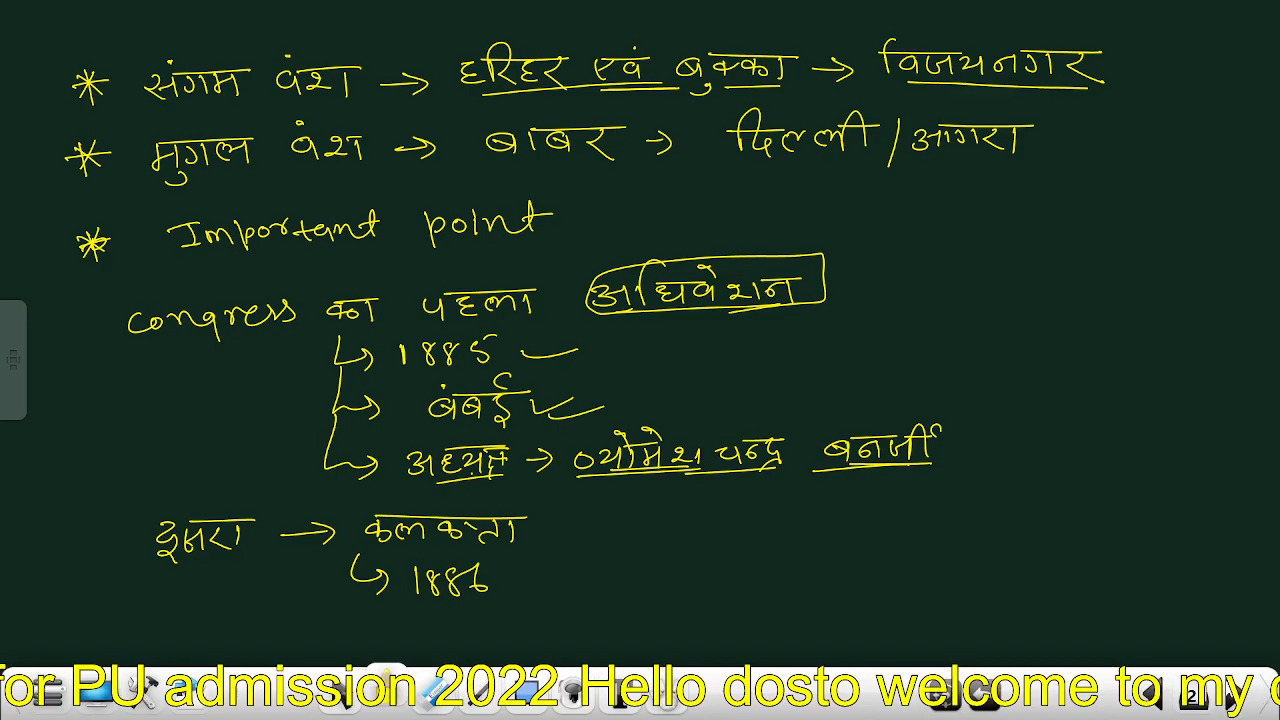 * संगम वंश → हरिहर एवं बुक्का → विजयनगर
* मुगल वंश → बाबर → दिल्ली / आगरा
* Important point
Congress का पहला अधिवेशन
↳ 1885
→ बंबई
→ अध्यक्ष → व्योमेश चन्द्र बनर्जी
दूसरा → कलकत्ता
↳ 1886
for PU admission 2022 Hello dosto welcome to my
2